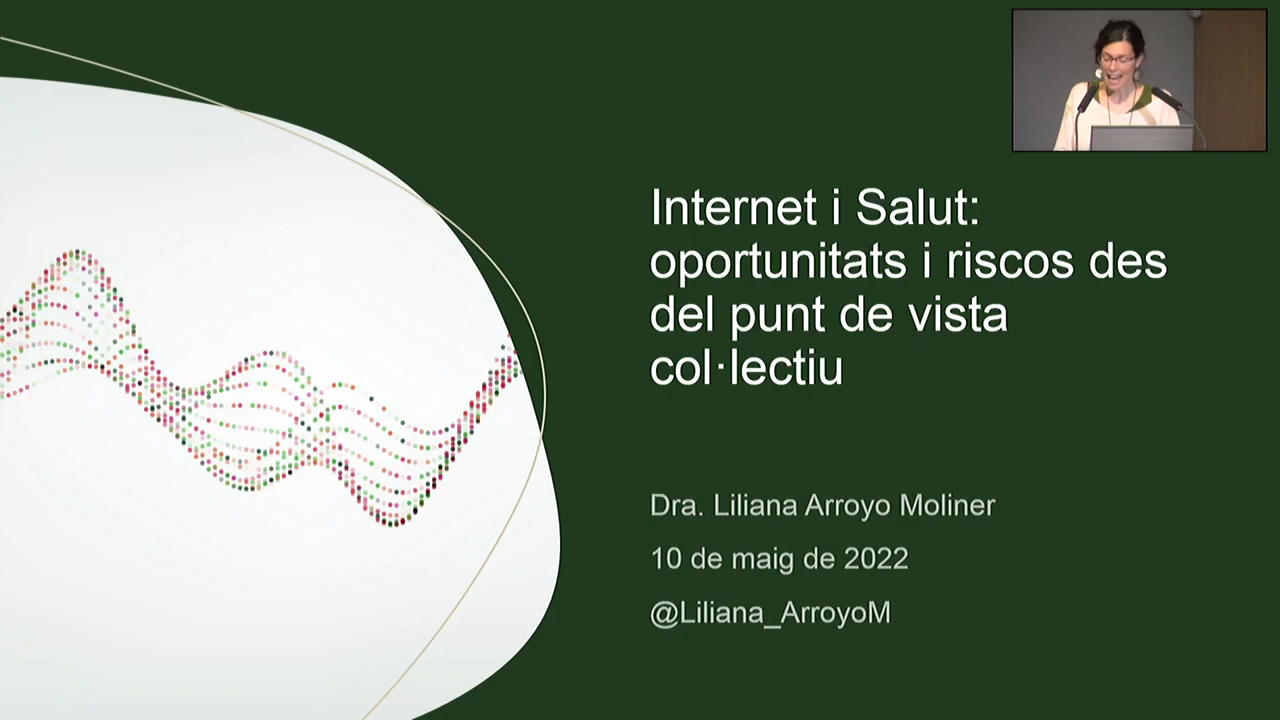 Internet i Salut:
oportunitats i riscos des
del punt de vista
col·lectiu
Dra. Liliana Arroyo Moliner
10 de maig de 2022
@Liliana_ArroyoM